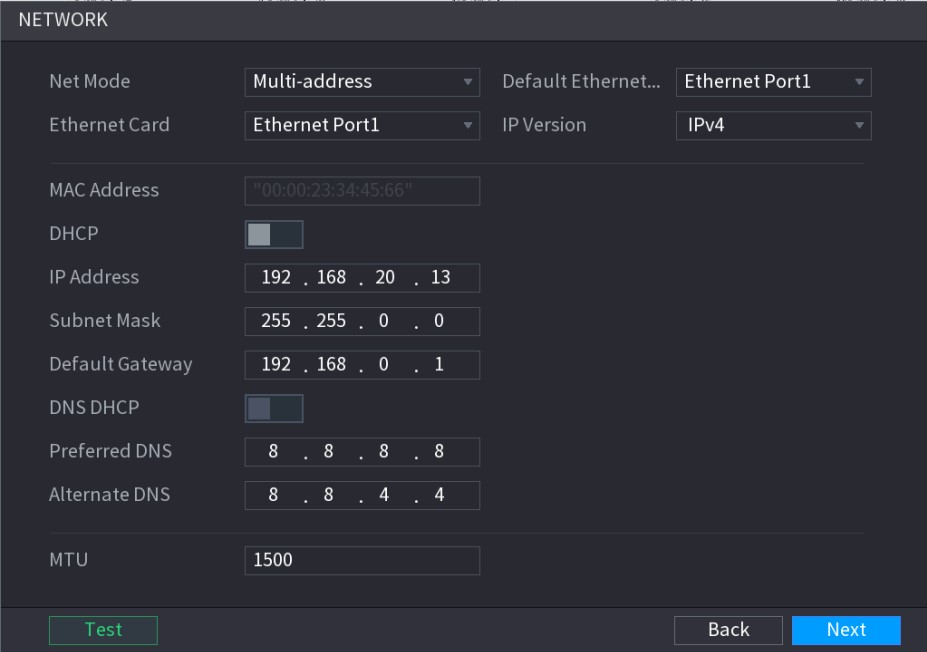 NETWORK
Net Mode Multi-address Default Ethernet... Ethernet Port1
Ethernet Card Ethernet Port1 IP Version IPv4
MAC Address "00:00:23:34:45:66"
DHCP
IP Address 192 . 168 . 20 . 13
Subnet Mask 255 . 255 . 0 . 0
Default Gateway 192 . 168 . 0 . 1
DNS DHCP
Preferred DNS 8 . 8 . 8 . 8
Alternate DNS 8 . 8 . 4 . 4
MTU 1500
Test Back Next